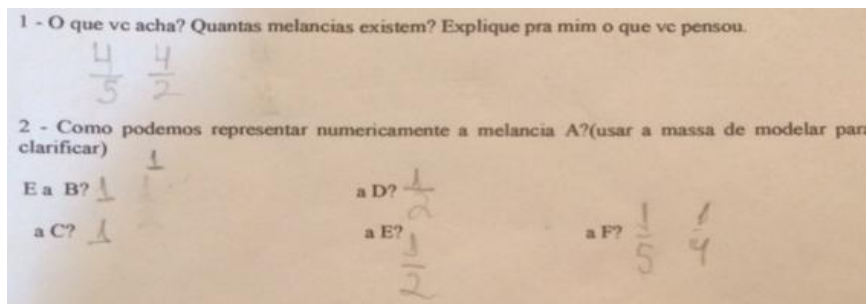 1 - O que vc acha? Quantas melancias existem? Explique pra mim o que vc pensou.
4/5 4/2
2 - Como podemos representar numericamente a melancia A?(usar a massa de modelar para
clarificar)
1
E a B? 1 a D? 1/2
a C? 1 a E? 1/2 a F? 1/5 1/4